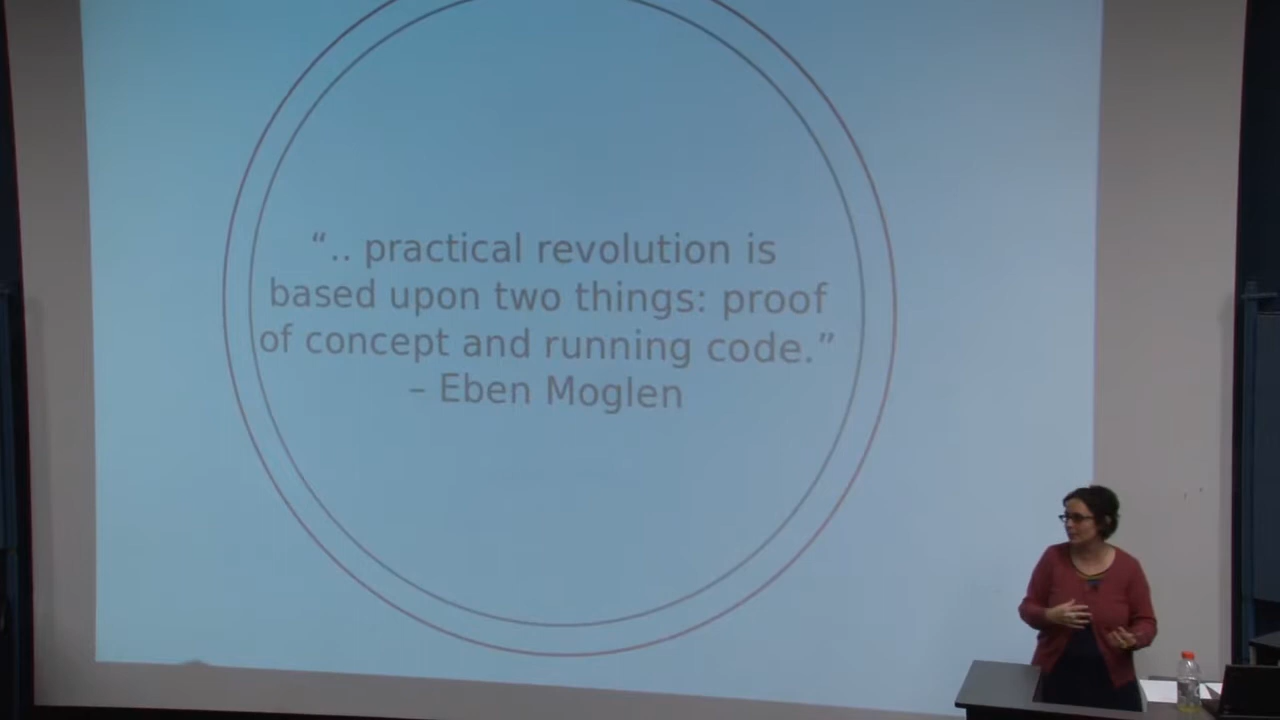 “.. practical revolution is
based upon two things: proof
of concept and running code.”
– Eben Moglen